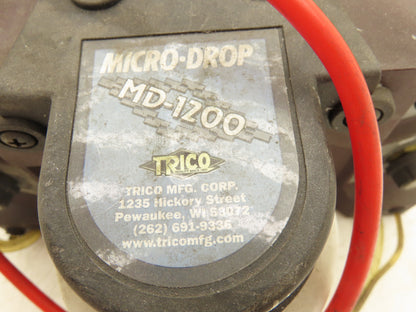 MICRO-DROP
MD-1200
TRICO
TRICO MFG. CORP.
1235 Hickory Street
Pewaukee, WI 53072
(262) 691-9336
www.tricomfg.com